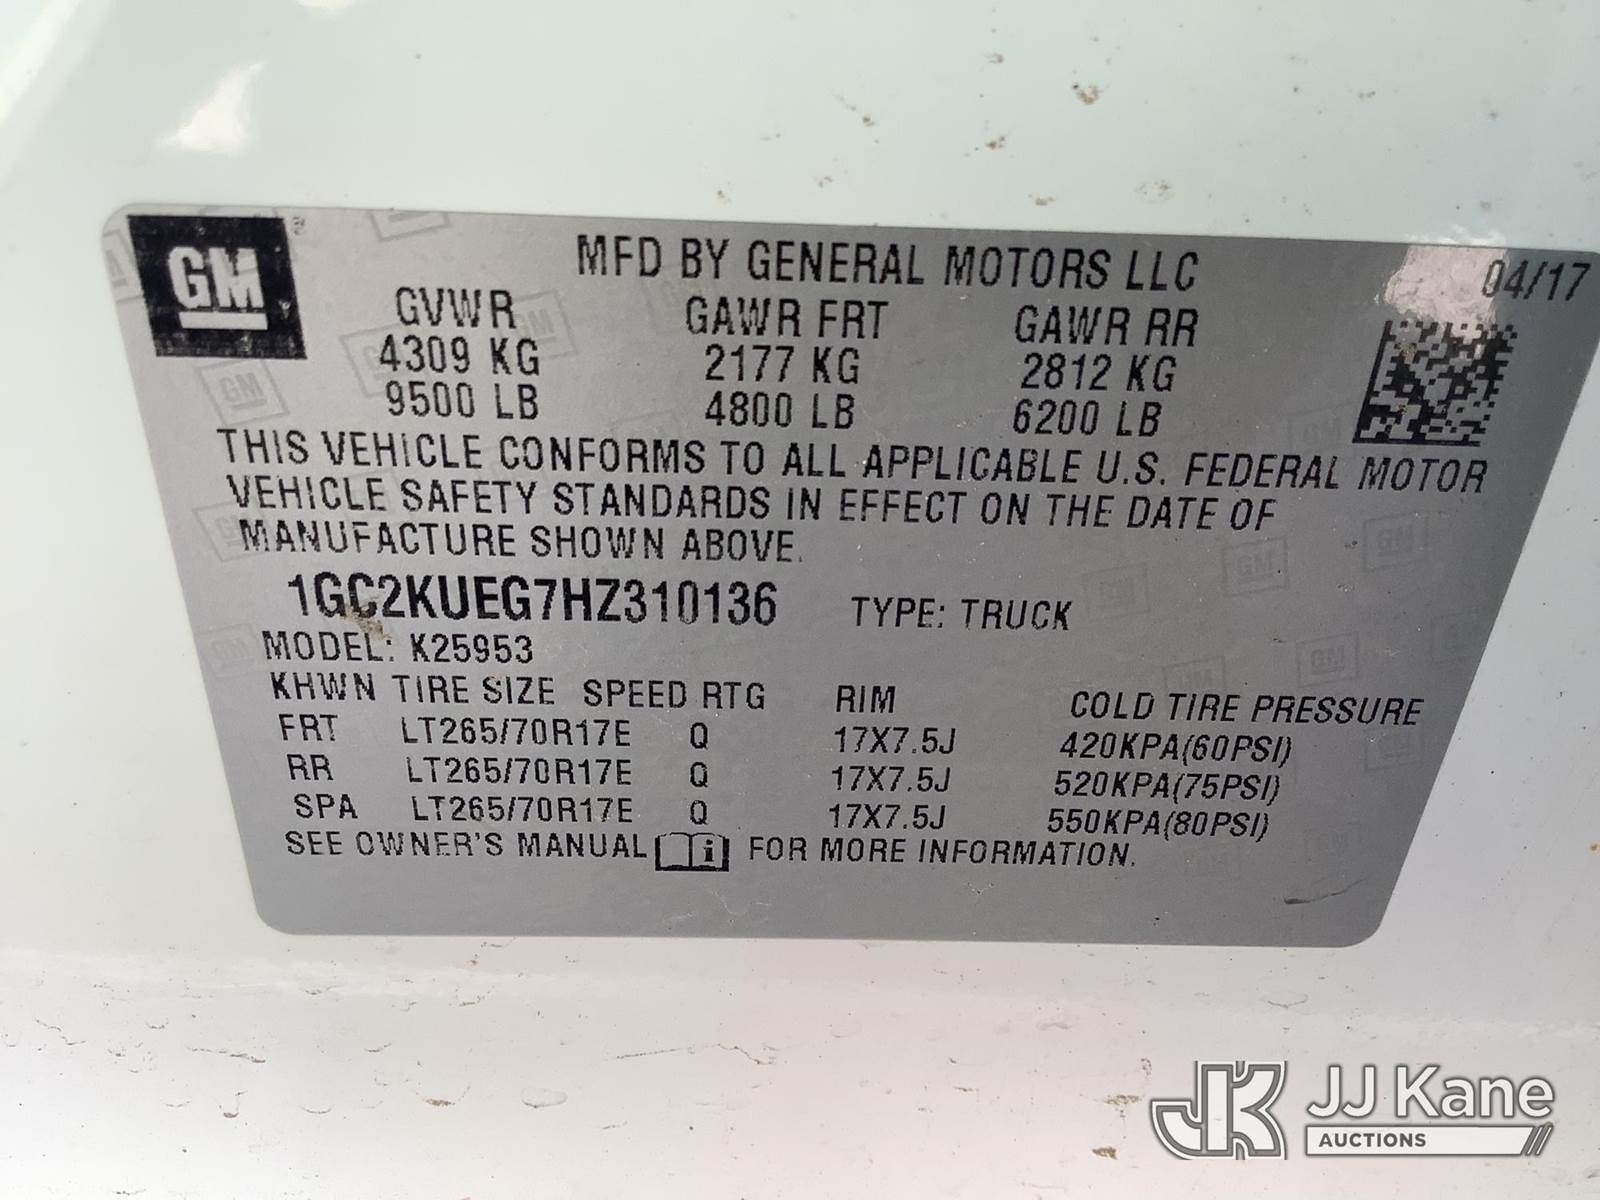 GM
MFD BY GENERAL MOTORS LLC
04/17
GVWR GAWR FRT GAWR RR
4309 KG 2177 KG 2812 KG
9500 LB 4800 LB 6200 LB
THIS VEHICLE CONFORMS TO ALL APPLICABLE U.S. FEDERAL MOTOR
VEHICLE SAFETY STANDARDS IN EFFECT ON THE DATE OF
MANUFACTURE SHOWN ABOVE.
1GC2KUEG7HZ310136 TYPE: TRUCK
MODEL: K25953
KHWN TIRE SIZE SPEED RTG RIM COLD TIRE PRESSURE
FRT LT265/70R17E Q 17X7.5J 420KPA(60PSI)
RR LT265/70R17E Q 17X7.5J 520KPA(75PSI)
SPA LT265/70R17E Q 17X7.5J 550KPA(80PSI)
SEE OWNER'S MANUAL i FOR MORE INFORMATION.
JK JJ Kane
AUCTIONS